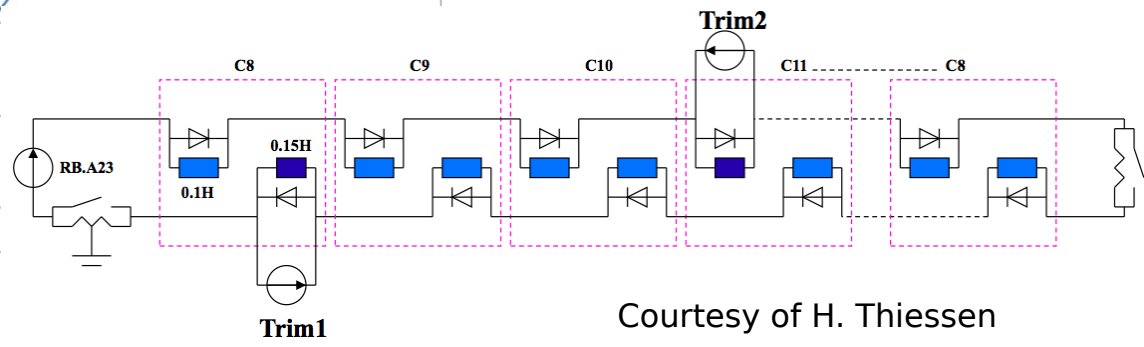 Trim2
C8
C9
C10
C11
C8
RB.A23
0.15H
0.1H
Trim1
Courtesy of H. Thiessen